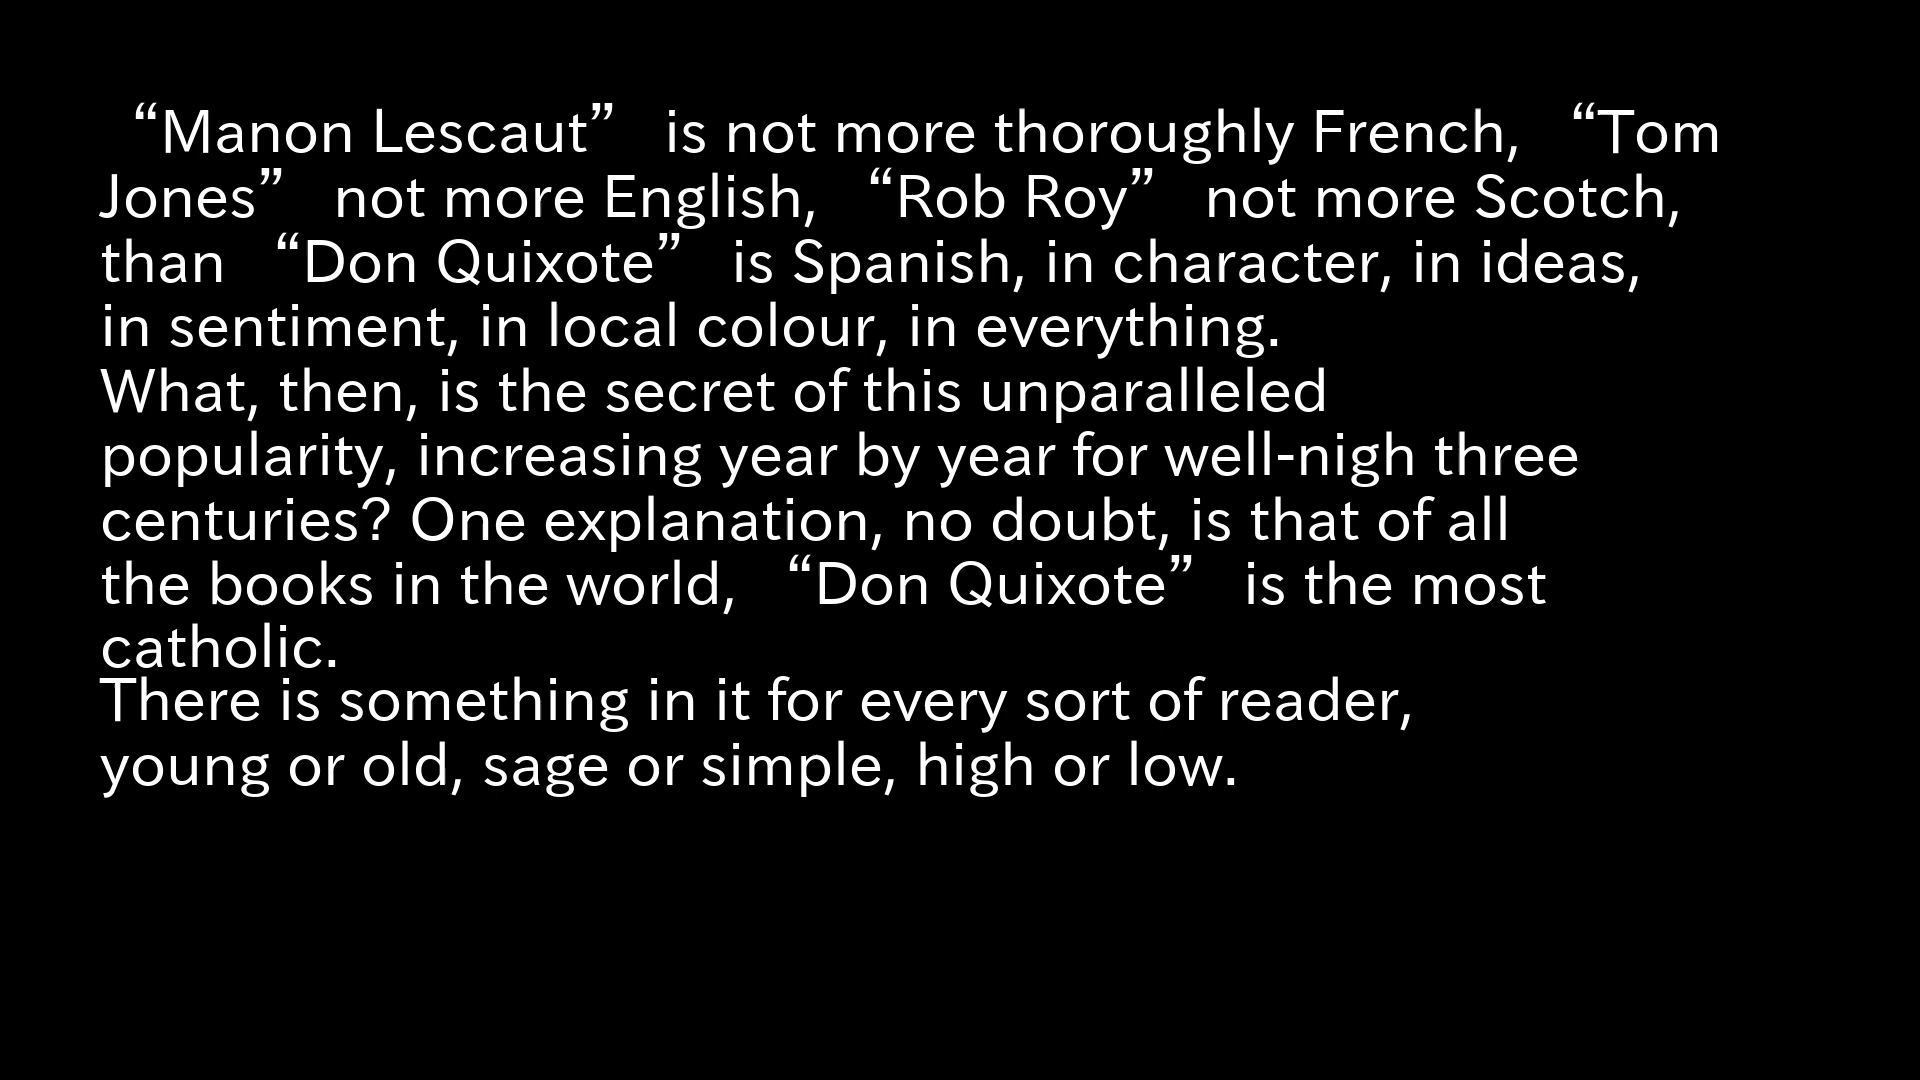 “Manon Lescaut” is not more thoroughly French, “Tom
Jones” not more English, “Rob Roy” not more Scotch,
than “Don Quixote” is Spanish, in character, in ideas,
in sentiment, in local colour, in everything.
What, then, is the secret of this unparalleled
popularity, increasing year by year for well-nigh three
centuries? One explanation, no doubt, is that of all
the books in the world, “Don Quixote” is the most
catholic.
There is something in it for every sort of reader,
young or old, sage or simple, high or low.